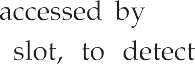 accessed by
slot, to detect